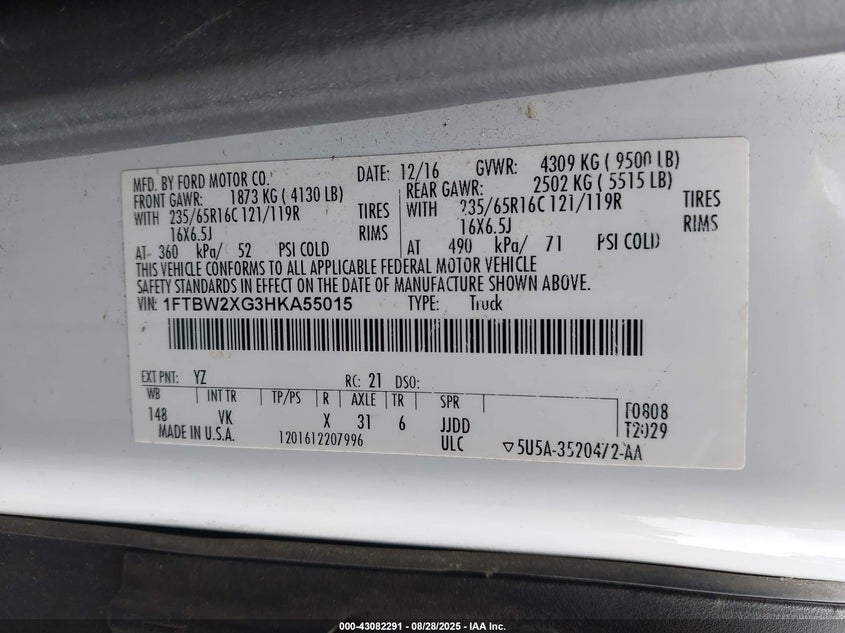 MFD. BY FORD MOTOR CO. DATE: 12/16 GVWR: 4309 KG ( 9500 LB)
FRONT GAWR: 1873 KG ( 4130 LB) REAR GAWR: 2502 KG ( 5515 LB)
WITH 235/65R16C 121/119R TIRES WITH 235/65R16C 121/119R TIRES
16X6.5J RIMS 16X6.5J RIMS
AT 360 kPa/ 52 PSI COLD AT 490 kPa/ 71 PSI COLD
THIS VEHICLE CONFORMS TO ALL APPLICABLE FEDERAL MOTOR VEHICLE
SAFETY STANDARDS IN EFFECT ON THE DATE OF MANUFACTURE SHOWN ABOVE.
VIN: 1FTBW2XG3HKA55015 TYPE: Truck
EXT PNT: YZ RC: 21 DSO:
WB INT TR TP/PS R AXLE TR SPR
148 VK X 31 6 JJDD T0808
MADE IN U.S.A. 1201612207996 ULC T2029
▽5U5A-3520472-AA
000-43082291 - 08/28/2025 - IAA Inc.